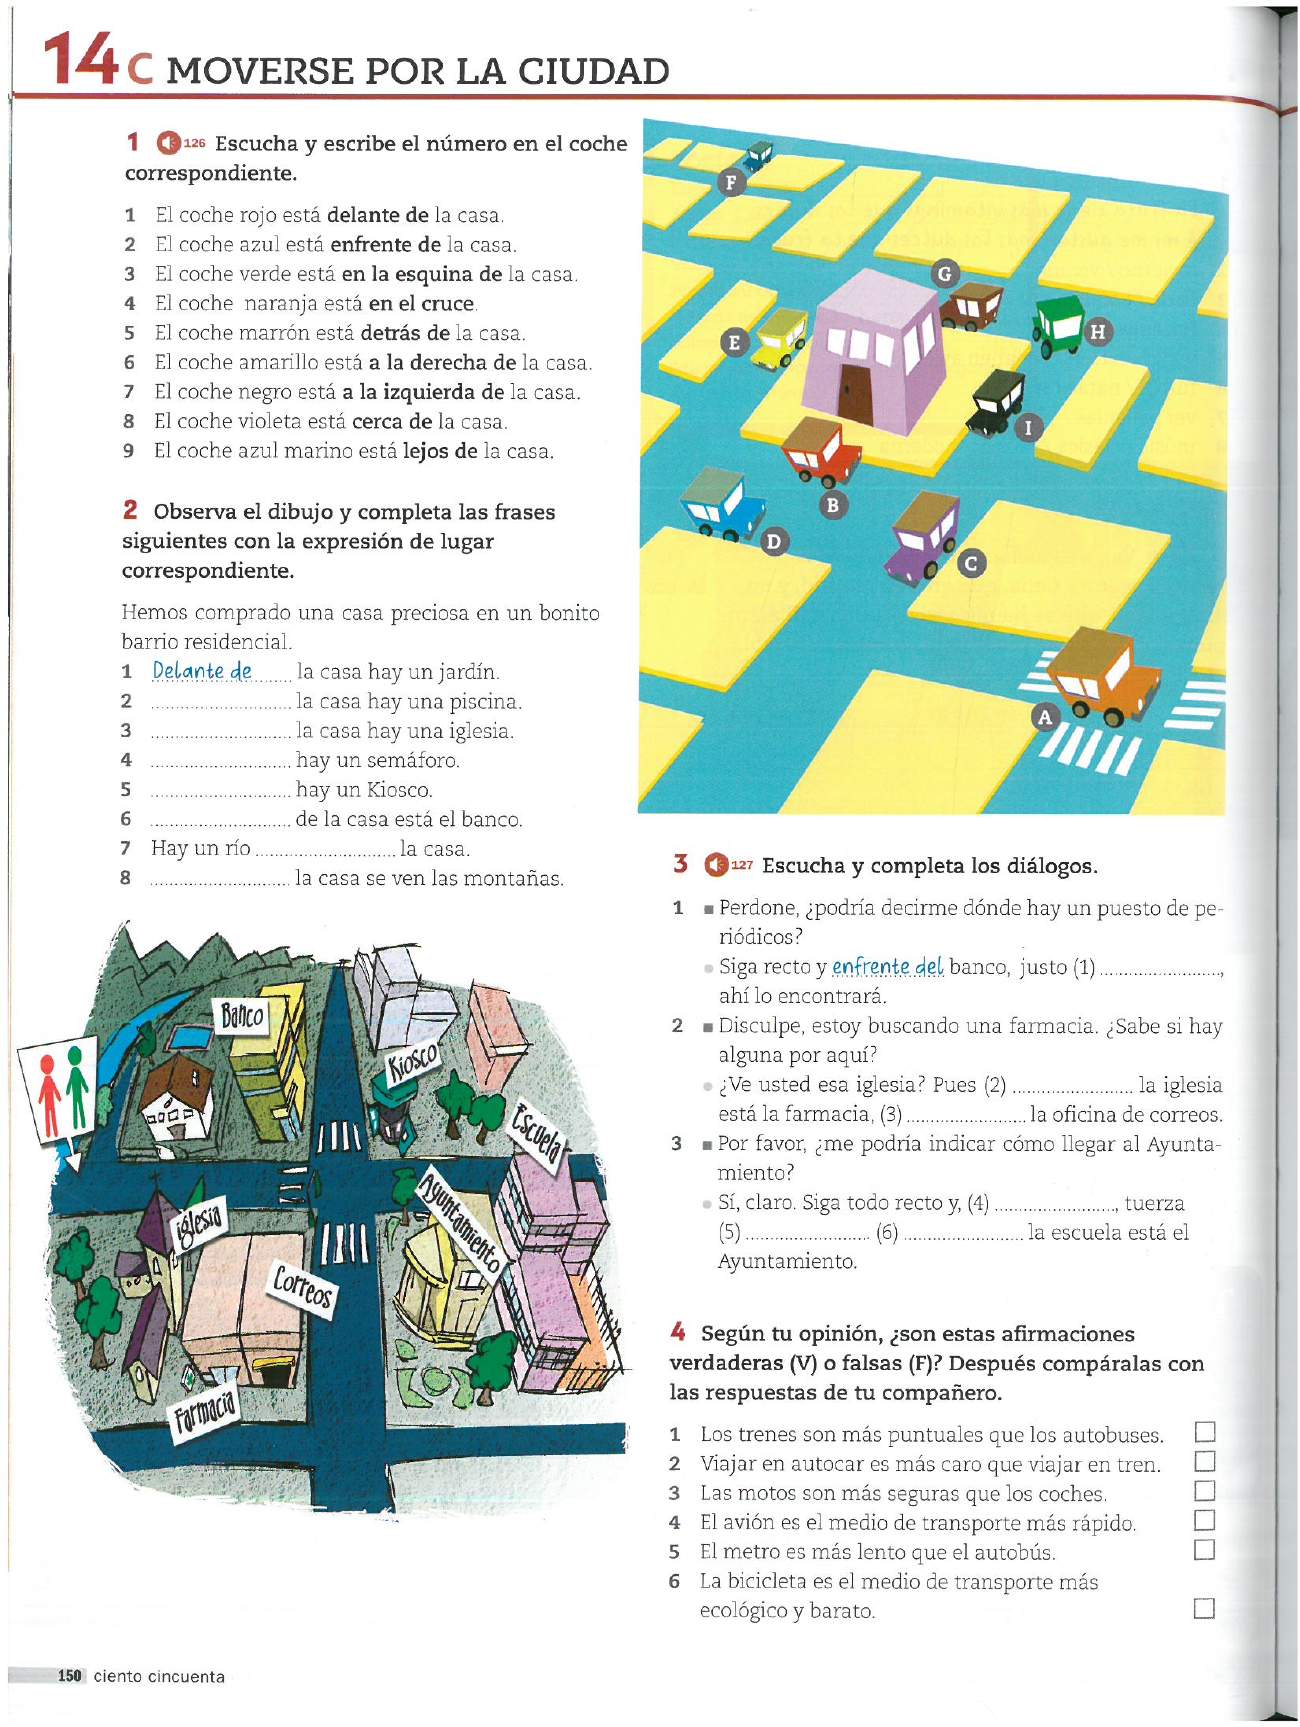 14C MOVERSE POR LA CIUDAD
1 126 Escucha y escribe el número en el coche
correspondiente.
1 El coche rojo está delante de la casa.
2 El coche azul está enfrente de la casa.
3 El coche verde está en la esquina de la casa.
4 El coche naranja está en el cruce.
5 El coche marrón está detrás de la casa.
6 El coche amarillo está a la derecha de la casa.
7 El coche negro está a la izquierda de la casa.
8 El coche violeta está cerca de la casa.
9 El coche azul marino está lejos de la casa.
2 Observa el dibujo y completa las frases
siguientes con la expresión de lugar
correspondiente.
Hemos comprado una casa preciosa en un bonito
barrio residencial.
1 Delante de ....... la casa hay un jardín.
2 ............................. la casa hay una piscina.
3 ............................. la casa hay una iglesia.
4 ............................. hay un semáforo.
5 ............................. hay un Kiosco.
6 ............................. de la casa está el banco.
7 Hay un río ............................. la casa.
8 ............................. la casa se ven las montañas.
Banco
Kiosco
Escuela
Ayuntamiento
iglesia
Correos
Farmacia
F
G
H
E
I
B
D
C
A
3 127 Escucha y completa los diálogos.
1 ■ Perdone, ¿podría decirme dónde hay un puesto de pe-
riódicos?
● Siga recto y enfrente del banco, justo (1) .........................,
ahí lo encontrará.
2 ■ Disculpe, estoy buscando una farmacia. ¿Sabe si hay
alguna por aquí?
● ¿Ve usted esa iglesia? Pues (2) ......................... la iglesia
está la farmacia, (3) ......................... la oficina de correos.
3 ■ Por favor, ¿me podría indicar cómo llegar al Ayunta-
miento?
● Sí, claro. Siga todo recto y, (4) ........................., tuerza
(5) ......................... (6) ......................... la escuela está el
Ayuntamiento.
4 Según tu opinión, ¿son estas afirmaciones
verdaderas (V) o falsas (F)? Después compáralas con
las respuestas de tu compañero.
1 Los trenes son más puntuales que los autobuses.
2 Viajar en autocar es más caro que viajar en tren.
3 Las motos son más seguras que los coches.
4 El avión es el medio de transporte más rápido.
5 El metro es más lento que el autobús.
6 La bicicleta es el medio de transporte más
ecológico y barato.
150 ciento cincuenta